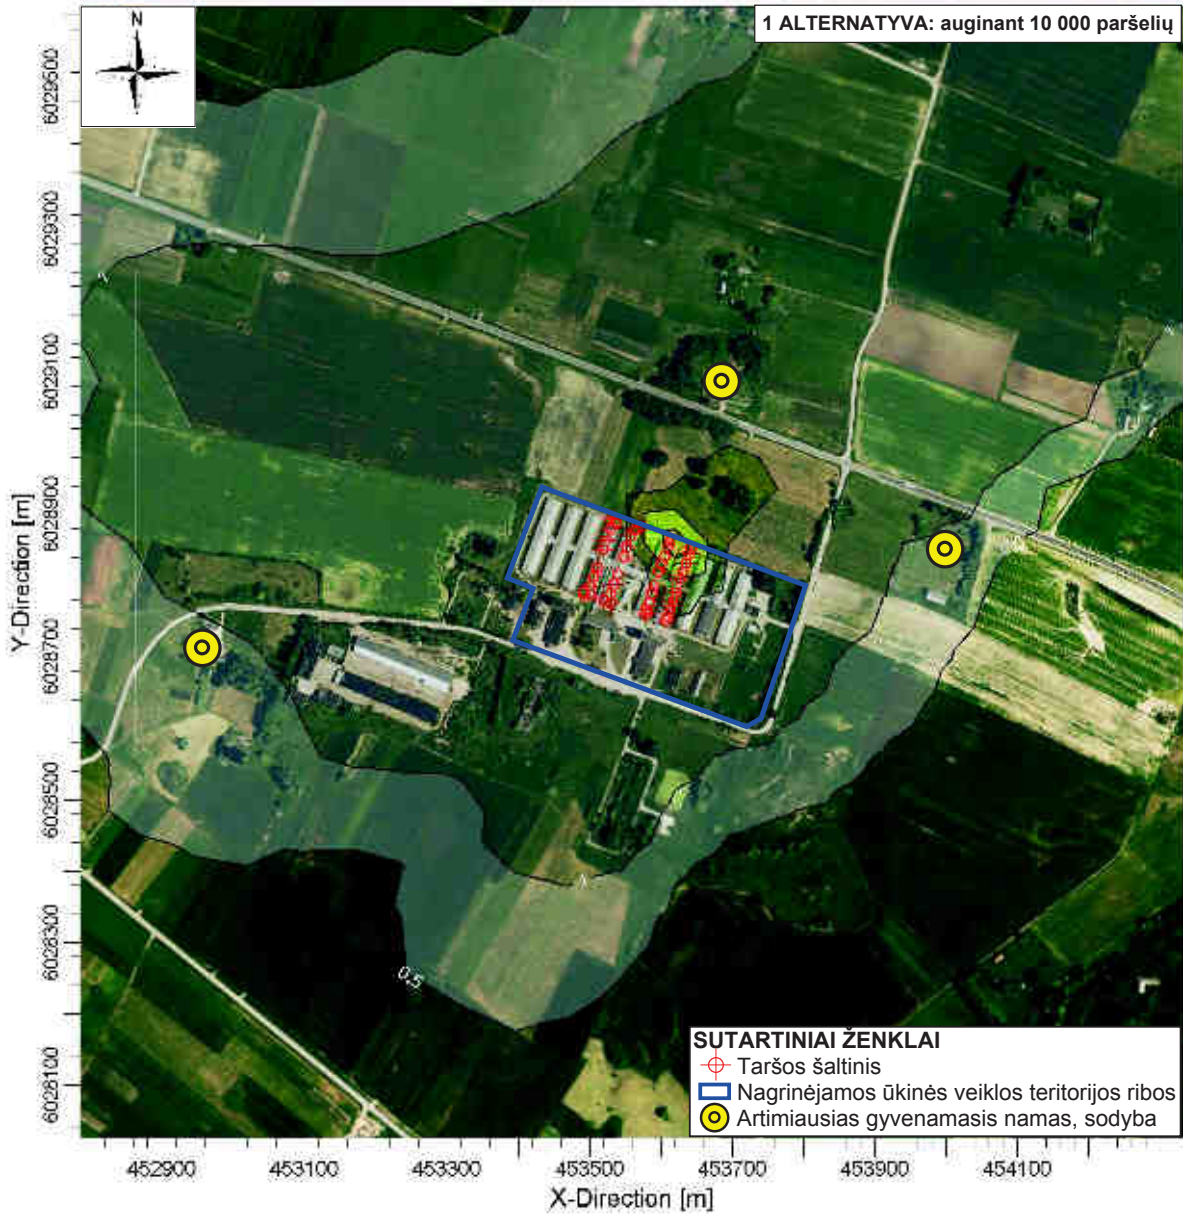 1 ALTERNATYVA: auginant 10 000 paršelių
N
Y-Direction [m]
6029500
6029300
6029100
6028900
6028700
6028500
6028300
6028100
0.5
SUTARTINIAI ŽENKLAI
Taršos šaltinis
Nagrinėjamos ūkinės veiklos teritorijos ribos
Artimiausias gyvenamasis namas, sodyba
452900 453100 453300 453500 453700 453900 454100
X-Direction [m]